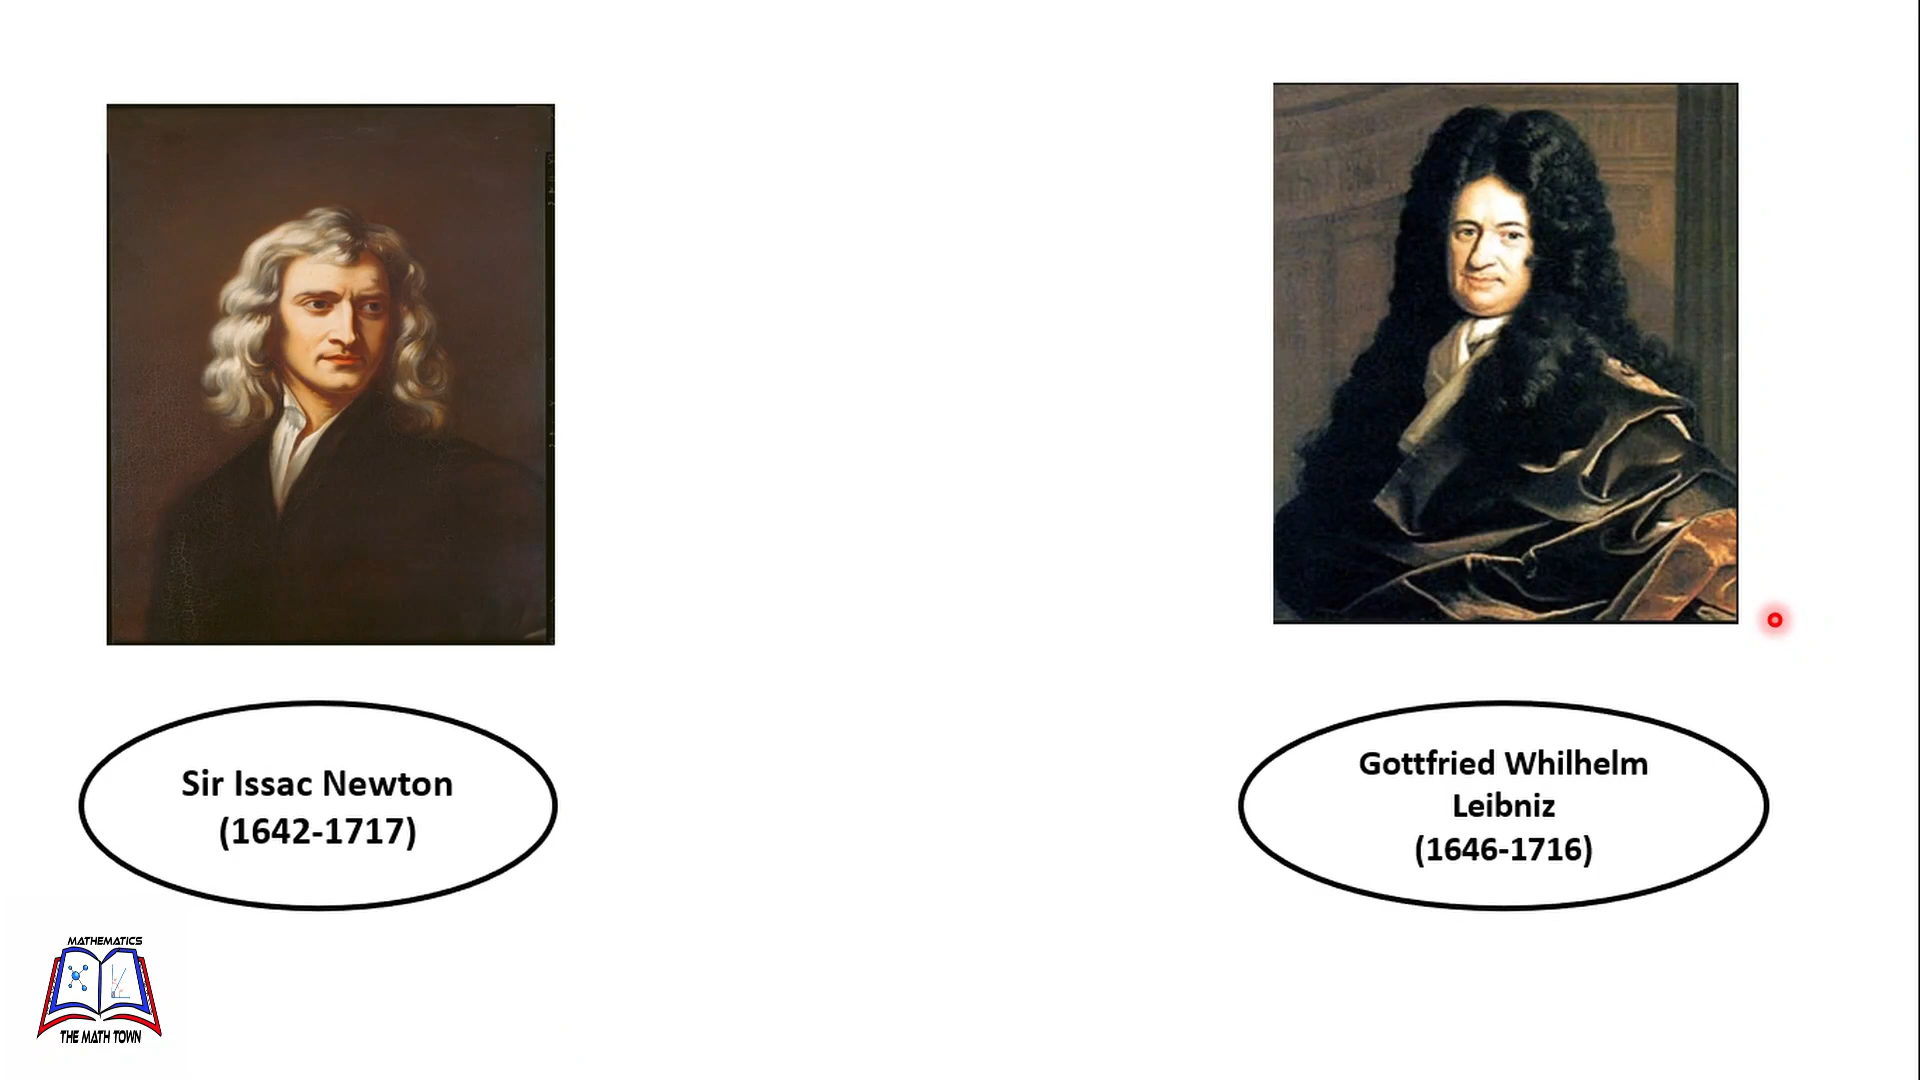 Sir Issac Newton
(1642-1717)
Gottfried Whilhelm
Leibniz
(1646-1716)
MATHEMATICS
THE MATH TOWN